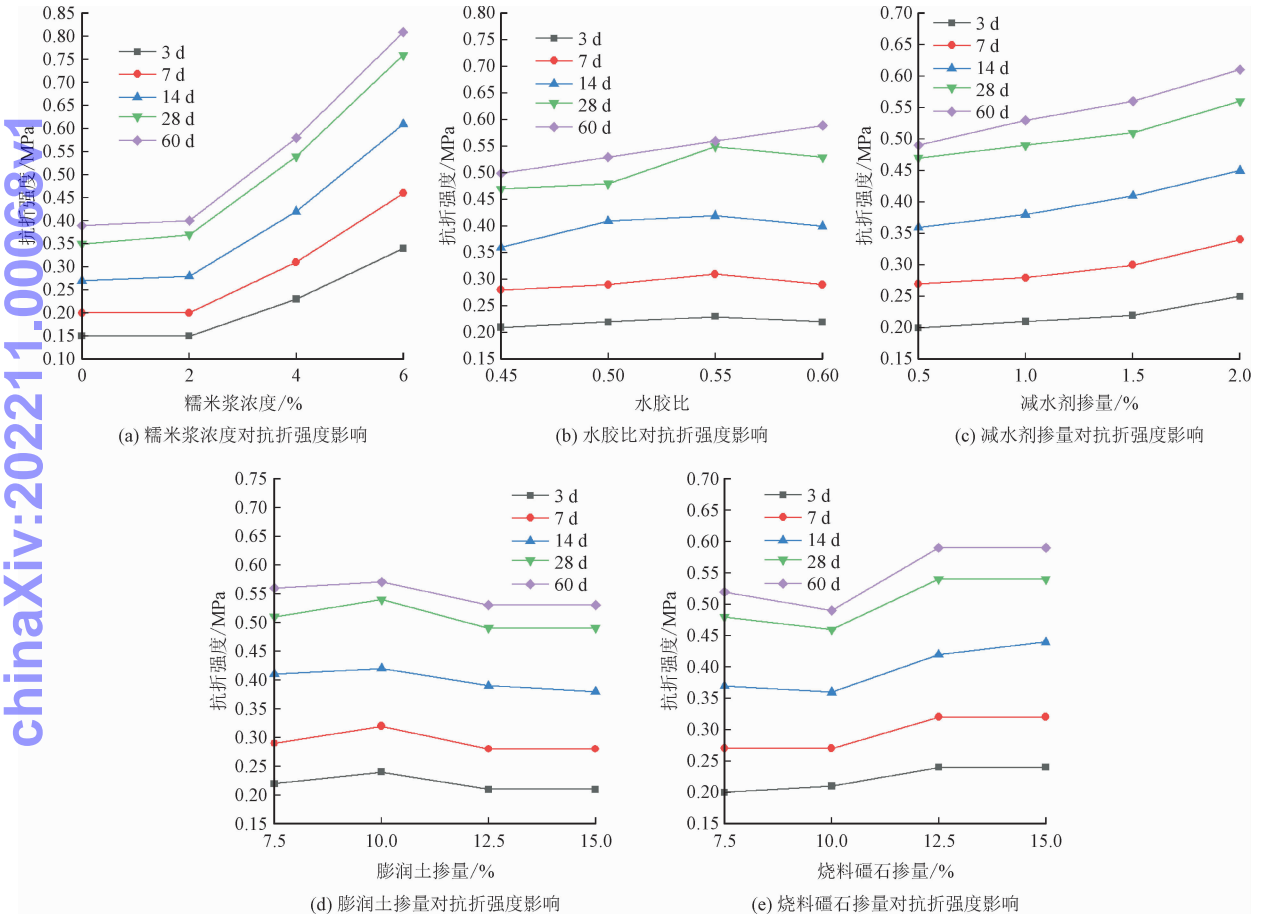 chinaXiv:202211.00068v1
0.85
0.80
0.75
0.70
0.65
0.60
0.55
0.50
0.45
0.40
0.35
0.30
0.25
0.20
0.15
0.10
抗折强度/MPa
3 d
7 d
14 d
28 d
60 d
0 2 4 6
糯米浆浓度/%
(a) 糯米浆浓度对抗折强度影响
0.80
0.75
0.70
0.65
0.60
0.55
0.50
0.45
0.40
0.35
0.30
0.25
0.20
0.15
抗折强度/MPa
3 d
7 d
14 d
28 d
60 d
0.45 0.50 0.55 0.60
水胶比
(b) 水胶比对抗折强度影响
0.70
0.65
0.60
0.55
0.50
0.45
0.40
0.35
0.30
0.25
0.20
0.15
抗折强度/MPa
3 d
7 d
14 d
28 d
60 d
0.5 1.0 1.5 2.0
减水剂掺量/%
(c) 减水剂掺量对抗折强度影响
0.75
0.70
0.65
0.60
0.55
0.50
0.45
0.40
0.35
0.30
0.25
0.20
0.15
抗折强度/MPa
3 d
7 d
14 d
28 d
60 d
7.5 10.0 12.5 15.0
膨润土掺量/%
(d) 膨润土掺量对抗折强度影响
0.70
0.65
0.60
0.55
0.50
0.45
0.40
0.35
0.30
0.25
0.20
0.15
抗折强度/MPa
3 d
7 d
14 d
28 d
60 d
7.5 10.0 12.5 15.0
烧料礓石掺量/%
(e) 烧料礓石掺量对抗折强度影响